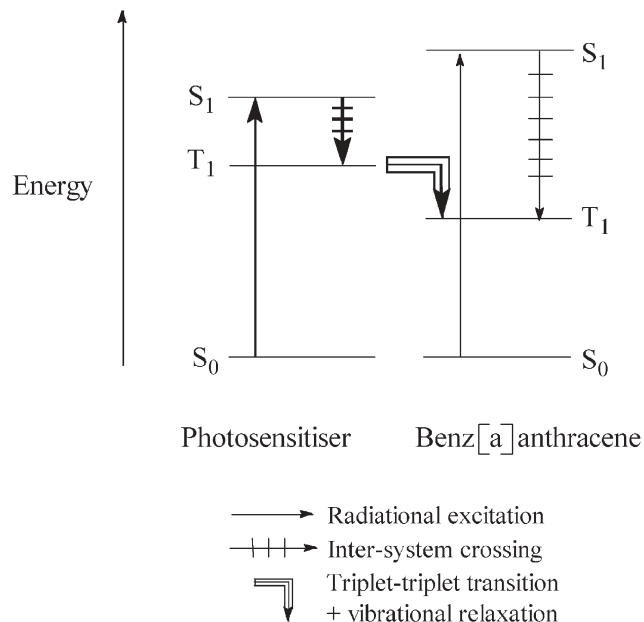 S1
S1
T1
Energy
T1
S0
S0
Photosensitiser
Benz[a]anthracene
Radiational excitation
Inter-system crossing
Triplet-triplet transition
+ vibrational relaxation